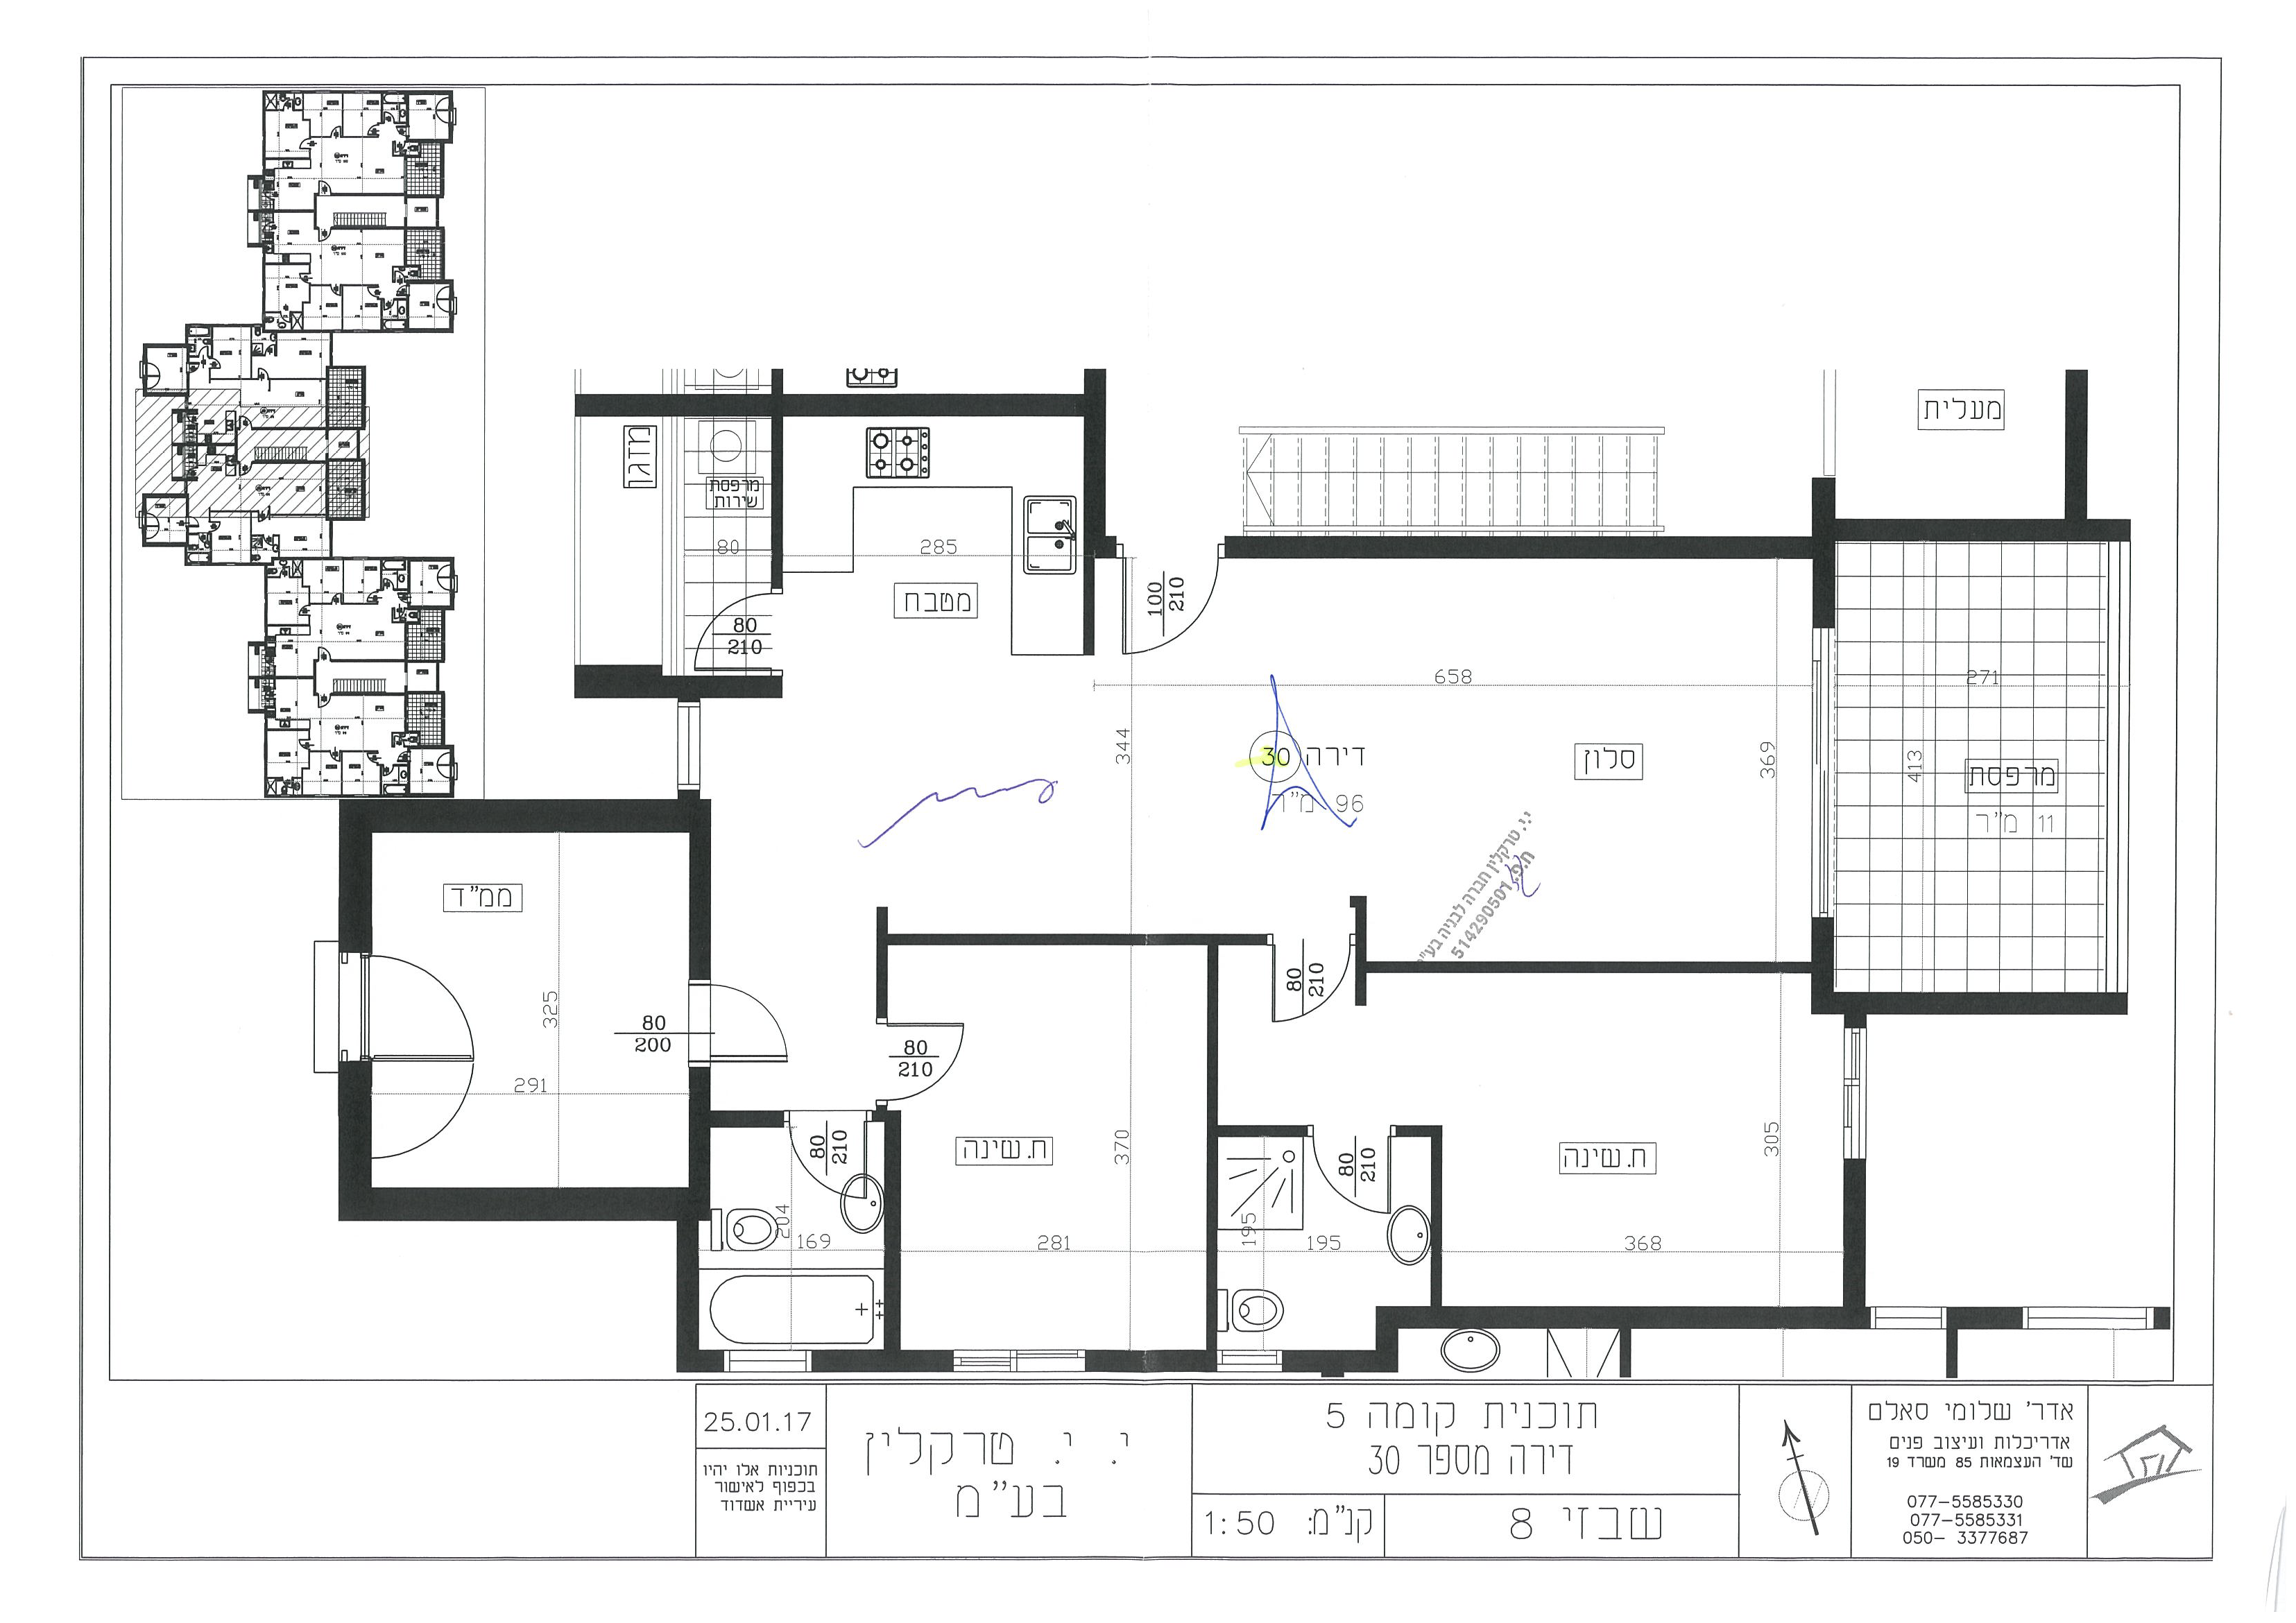 מעלית
מזגן
מרפסת
שירות
80
285
מטבח
80
210
100
210
658
271
344
דירה 30
96 מ"ר
סלון
369
413
מרפסת
11 מ"ר
י.י. טרקלין חברה לבניה בע"מ
ח.פ. 514290501
ממ"ד
325
291
80
200
80
210
80
210
80
210
80
210
ח.שינה
370
281
204
169
195
195
ח.שינה
305
368
25.01.17
תוכניות אלו יהיו
בכפוף לאישור
עיריית אשדוד
י. י. טרקלין
בע"מ
תוכנית קומה 5
דירה מספר 30
קנ"מ: 1:50
שבזי 8
אדר' שלומי סאלם
אדריכלות ועיצוב פנים
שד' העצמאות 85 משרד 19
077-5585330
077-5585331
050- 3377687